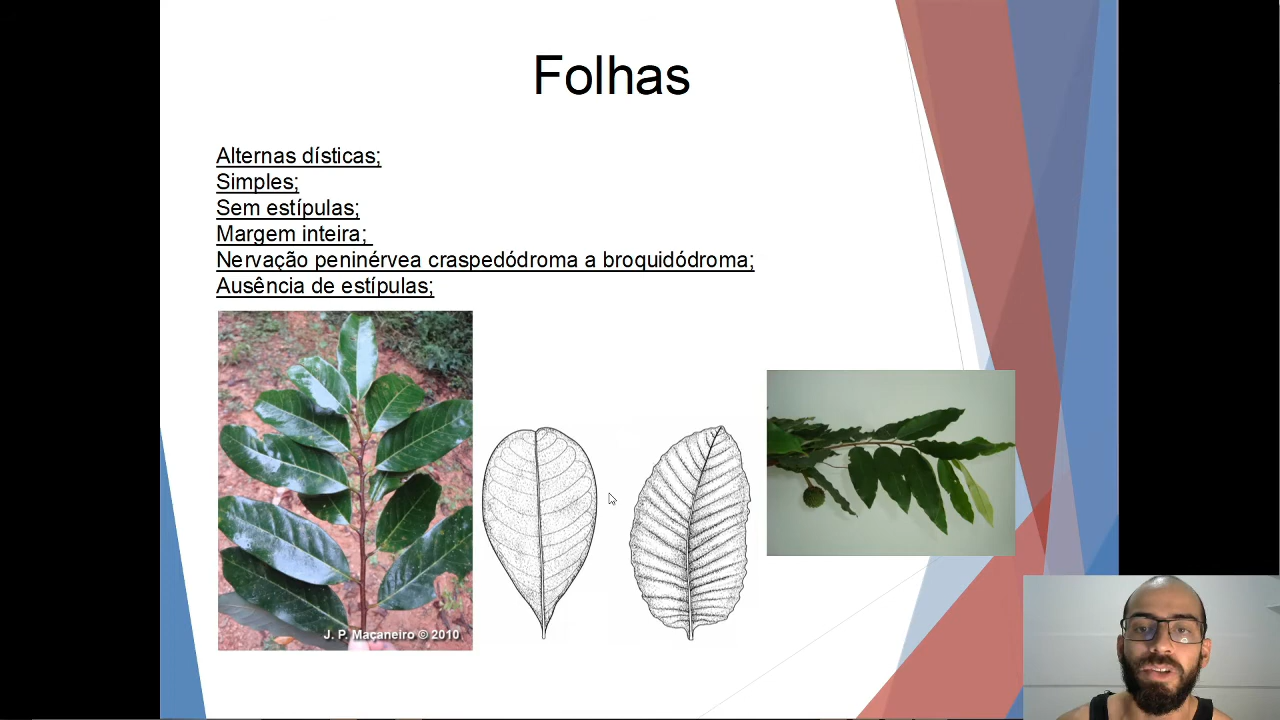 Folhas
Alternas dísticas;
Simples;
Sem estípulas;
Margem inteira;
Nervação peninérvea craspedódroma a broquidódroma;
Ausência de estípulas;
J. P. Maçaneiro © 2010